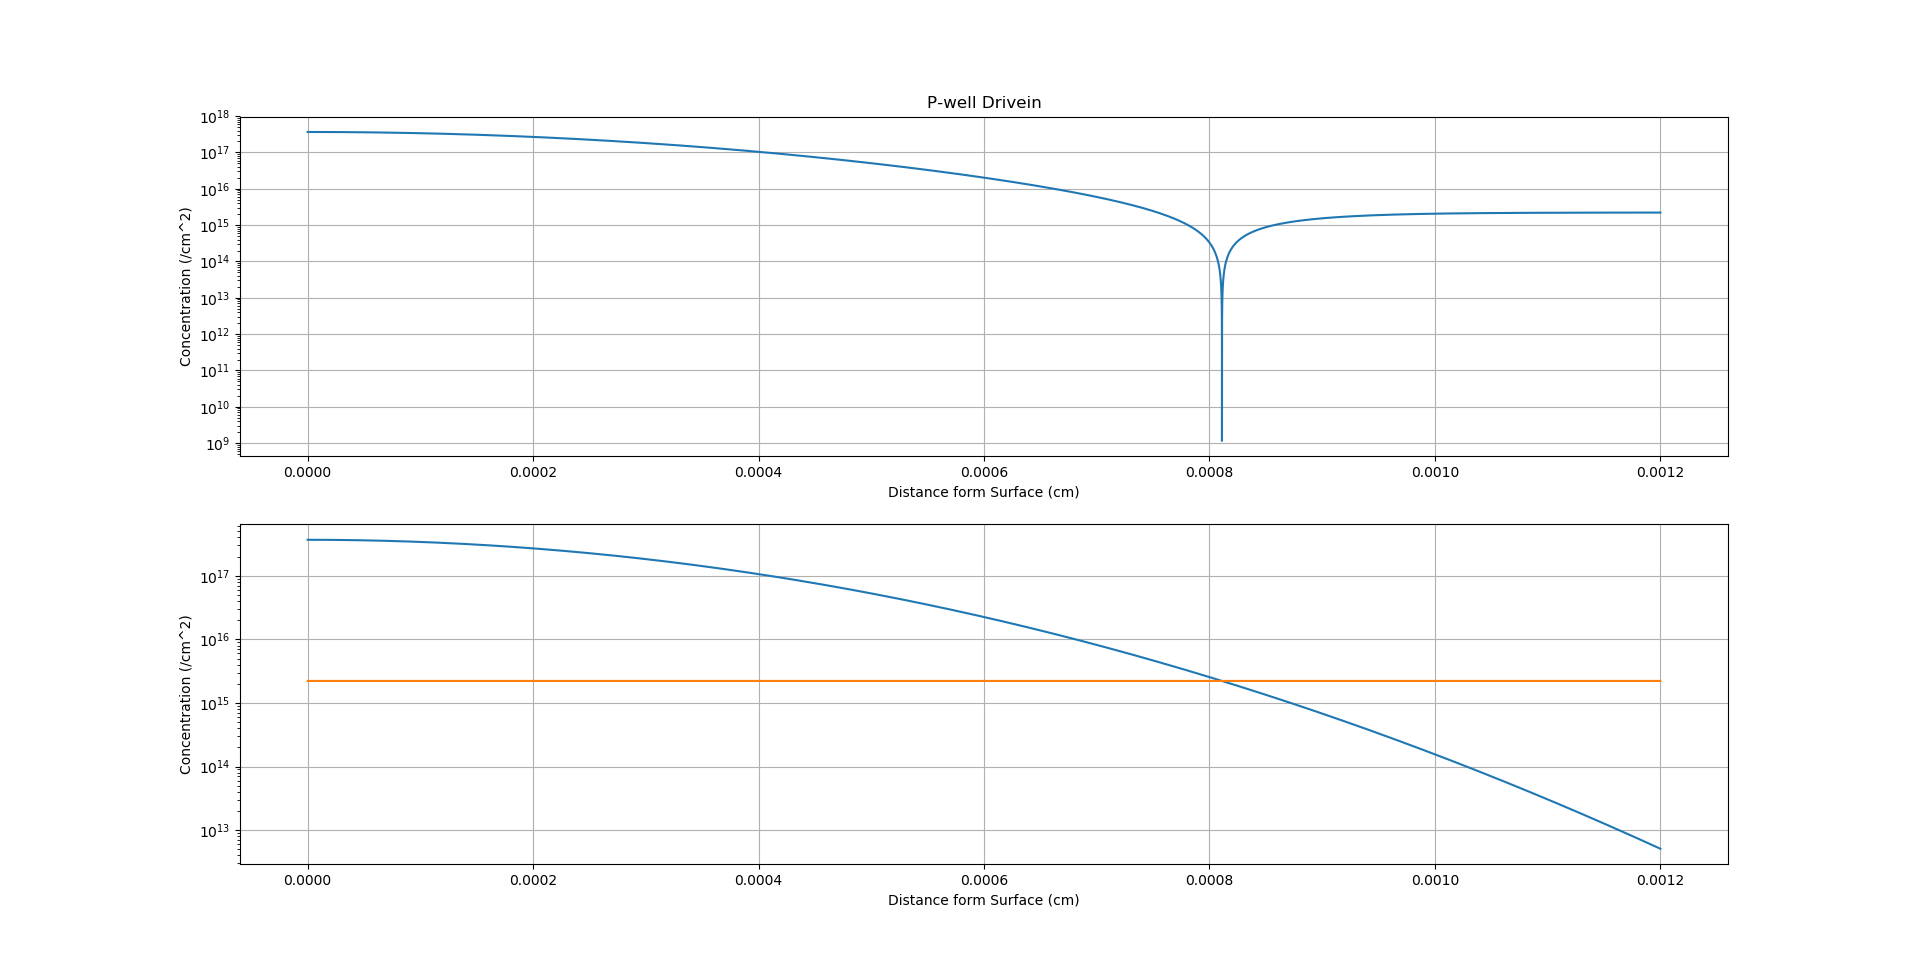 P-well Drivein
10^18
10^17
10^16
10^15
10^14
10^13
10^12
10^11
10^10
10^9
Concentration (/cm^2)
0.0000 0.0002 0.0004 0.0006 0.0008 0.0010 0.0012
Distance form Surface (cm)
10^17
10^16
10^15
10^14
10^13
Concentration (/cm^2)
0.0000 0.0002 0.0004 0.0006 0.0008 0.0010 0.0012
Distance form Surface (cm)